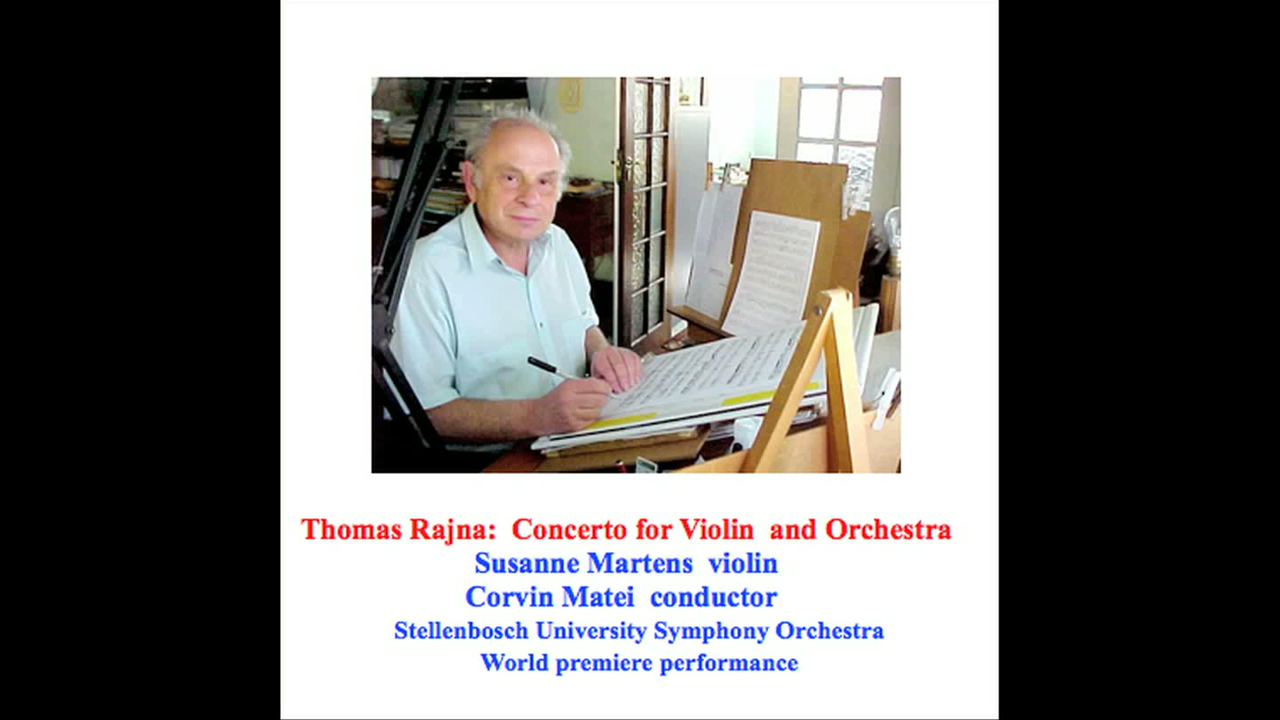 Thomas Rajna: Concerto for Violin and Orchestra
Susanne Martens violin
Corvin Matei conductor
Stellenbosch University Symphony Orchestra
World premiere performance